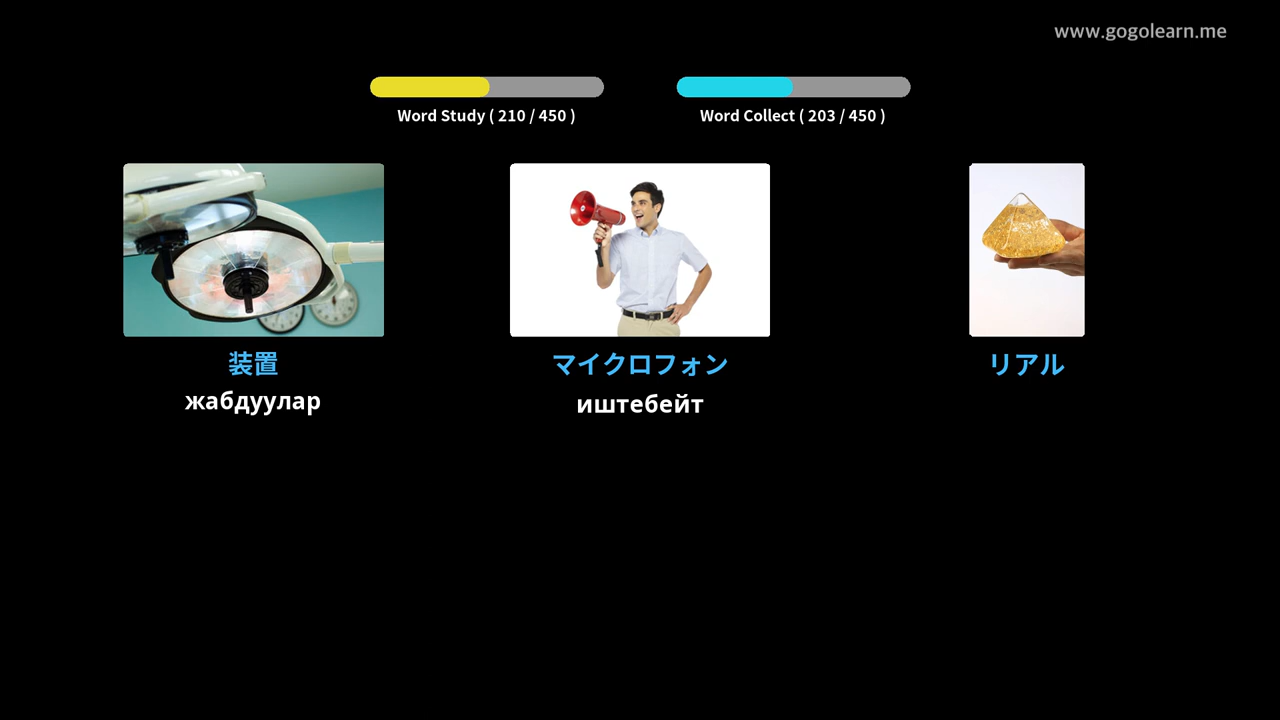 www.gogolearn.me
Word Study ( 210 / 450 )
Word Collect ( 203 / 450 )
装置
マイクロフォン
リアル
жабдуулар
иштебейт